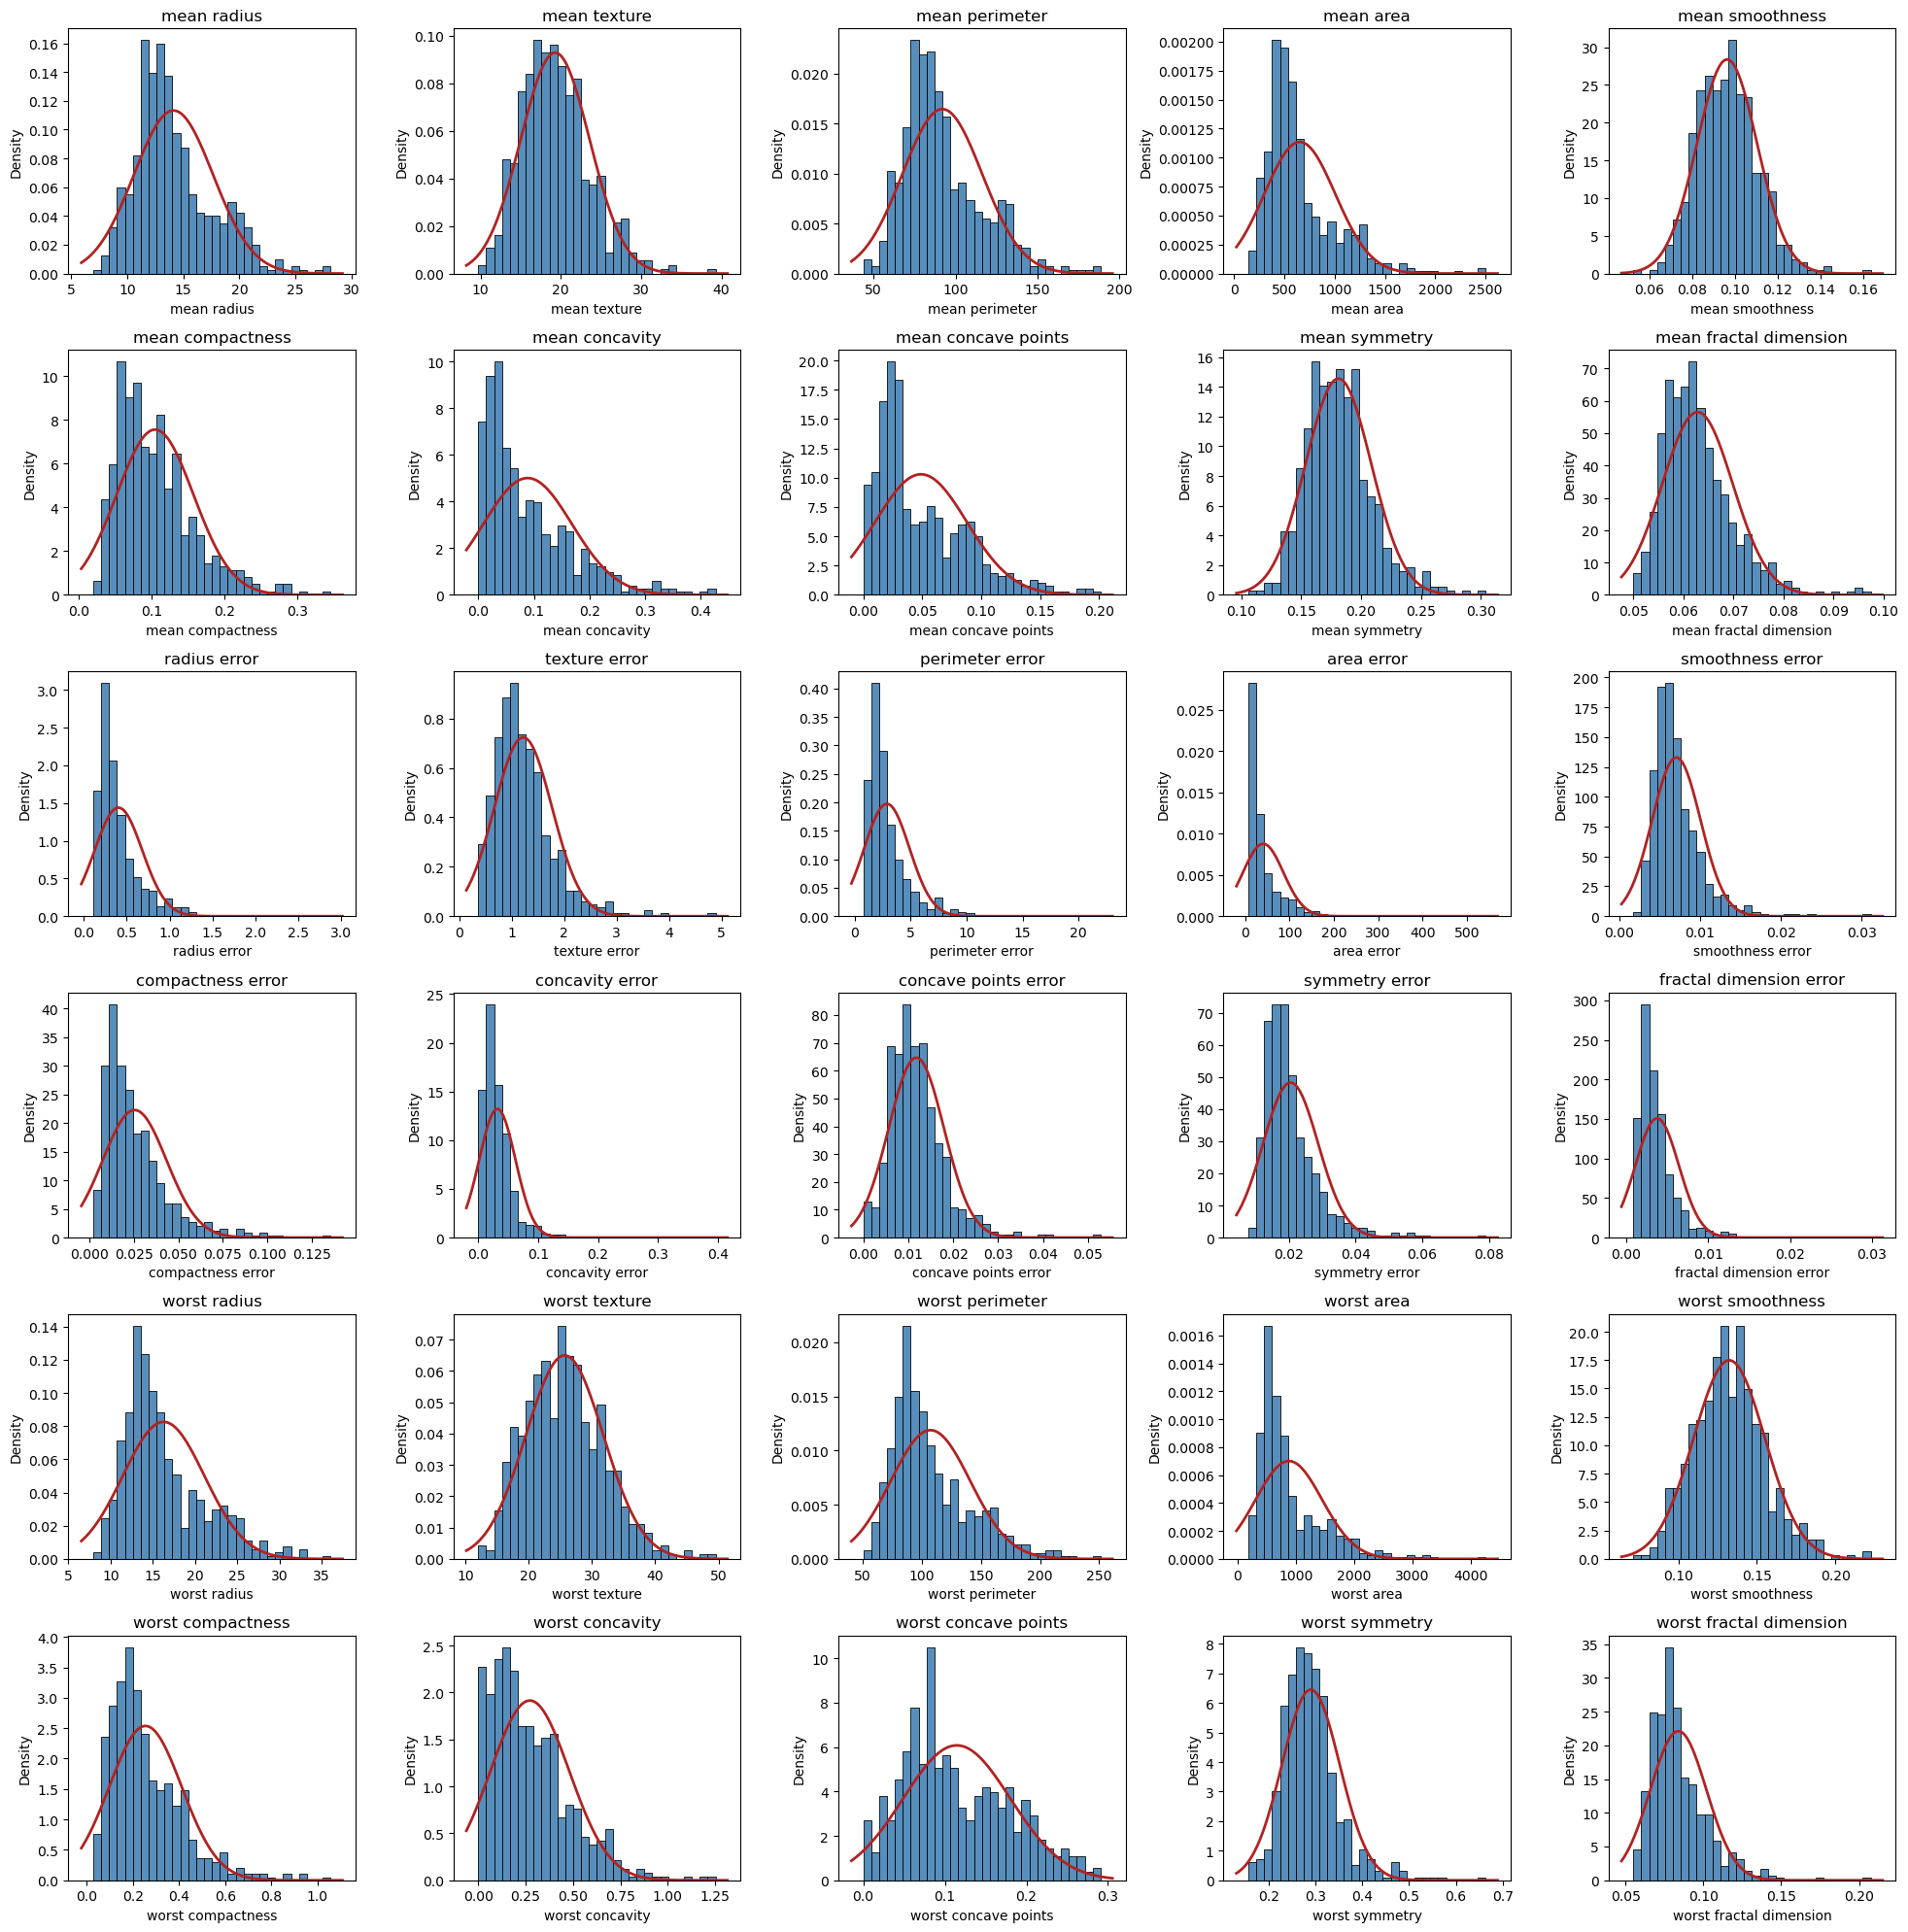 mean radius
0.16
0.14
0.12
0.10
0.08
0.06
0.04
0.02
0.00
Density
5 10 15 20 25 30
mean radius
mean texture
0.10
0.08
0.06
0.04
0.02
0.00
Density
10 20 30 40
mean texture
mean perimeter
0.020
0.015
0.010
0.005
0.000
Density
50 100 150 200
mean perimeter
mean area
0.00200
0.00175
0.00150
0.00125
0.00100
0.00075
0.00050
0.00025
0.00000
Density
0 500 1000 1500 2000 2500
mean area
mean smoothness
30
25
20
15
10
5
0
Density
0.06 0.08 0.10 0.12 0.14 0.16
mean smoothness
mean compactness
10
8
6
4
2
0
Density
0.0 0.1 0.2 0.3
mean compactness
mean concavity
10
8
6
4
2
0
Density
0.0 0.1 0.2 0.3 0.4
mean concavity
mean concave points
20.0
17.5
15.0
12.5
10.0
7.5
5.0
2.5
0.0
Density
0.00 0.05 0.10 0.15 0.20
mean concave points
mean symmetry
16
14
12
10
8
6
4
2
0
Density
0.10 0.15 0.20 0.25 0.30
mean symmetry
mean fractal dimension
70
60
50
40
30
20
10
0
Density
0.05 0.06 0.07 0.08 0.09 0.10
mean fractal dimension
radius error
3.0
2.5
2.0
1.5
1.0
0.5
0.0
Density
0.0 0.5 1.0 1.5 2.0 2.5 3.0
radius error
texture error
0.8
0.6
0.4
0.2
0.0
Density
0 1 2 3 4 5
texture error
perimeter error
0.40
0.35
0.30
0.25
0.20
0.15
0.10
0.05
0.00
Density
0 5 10 15 20
perimeter error
area error
0.025
0.020
0.015
0.010
0.005
0.000
Density
0 100 200 300 400 500
area error
smoothness error
200
175
150
125
100
75
50
25
0
Density
0.00 0.01 0.02 0.03
smoothness error
compactness error
40
35
30
25
20
15
10
5
0
Density
0.000 0.025 0.050 0.075 0.100 0.125
compactness error
concavity error
25
20
15
10
5
0
Density
0.0 0.1 0.2 0.3 0.4
concavity error
concave points error
80
70
60
50
40
30
20
10
0
Density
0.00 0.01 0.02 0.03 0.04 0.05
concave points error
symmetry error
70
60
50
40
30
20
10
0
Density
0.02 0.04 0.06 0.08
symmetry error
fractal dimension error
300
250
200
150
100
50
0
Density
0.00 0.01 0.02 0.03
fractal dimension error
worst radius
0.14
0.12
0.10
0.08
0.06
0.04
0.02
0.00
Density
5 10 15 20 25 30 35
worst radius
worst texture
0.07
0.06
0.05
0.04
0.03
0.02
0.01
0.00
Density
10 20 30 40 50
worst texture
worst perimeter
0.020
0.015
0.010
0.005
0.000
Density
50 100 150 200 250
worst perimeter
worst area
0.0016
0.0014
0.0012
0.0010
0.0008
0.0006
0.0004
0.0002
0.0000
Density
0 1000 2000 3000 4000
worst area
worst smoothness
20.0
17.5
15.0
12.5
10.0
7.5
5.0
2.5
0.0
Density
0.10 0.15 0.20
worst smoothness
worst compactness
4.0
3.5
3.0
2.5
2.0
1.5
1.0
0.5
0.0
Density
0.0 0.2 0.4 0.6 0.8 1.0
worst compactness
worst concavity
2.5
2.0
1.5
1.0
0.5
0.0
Density
0.00 0.25 0.50 0.75 1.00 1.25
worst concavity
worst concave points
10
8
6
4
2
0
Density
0.0 0.1 0.2 0.3
worst concave points
worst symmetry
8
7
6
5
4
3
2
1
0
Density
0.2 0.3 0.4 0.5 0.6 0.7
worst symmetry
worst fractal dimension
35
30
25
20
15
10
5
0
Density
0.05 0.10 0.15 0.20
worst fractal dimension